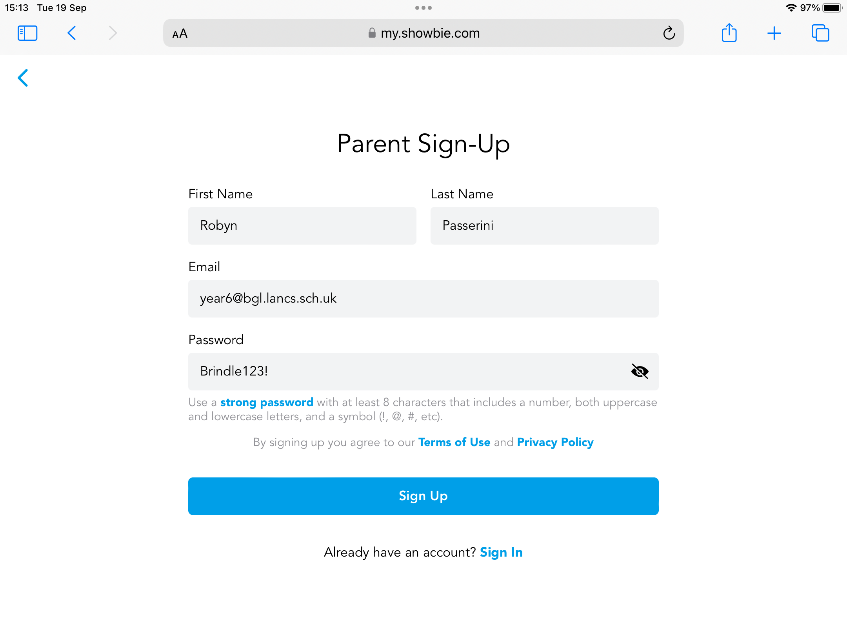 15:13 Tue 19 Sep
97%
AA my.showbie.com
Parent Sign-Up
First Name Last Name
Robyn Passerini
Email
year6@bgl.lancs.sch.uk
Password
Brindle123!
Use a strong password with at least 8 characters that includes a number, both uppercase
and lowercase letters, and a symbol (!, @, #, etc).
By signing up you agree to our Terms of Use and Privacy Policy
Sign Up
Already have an account? Sign In